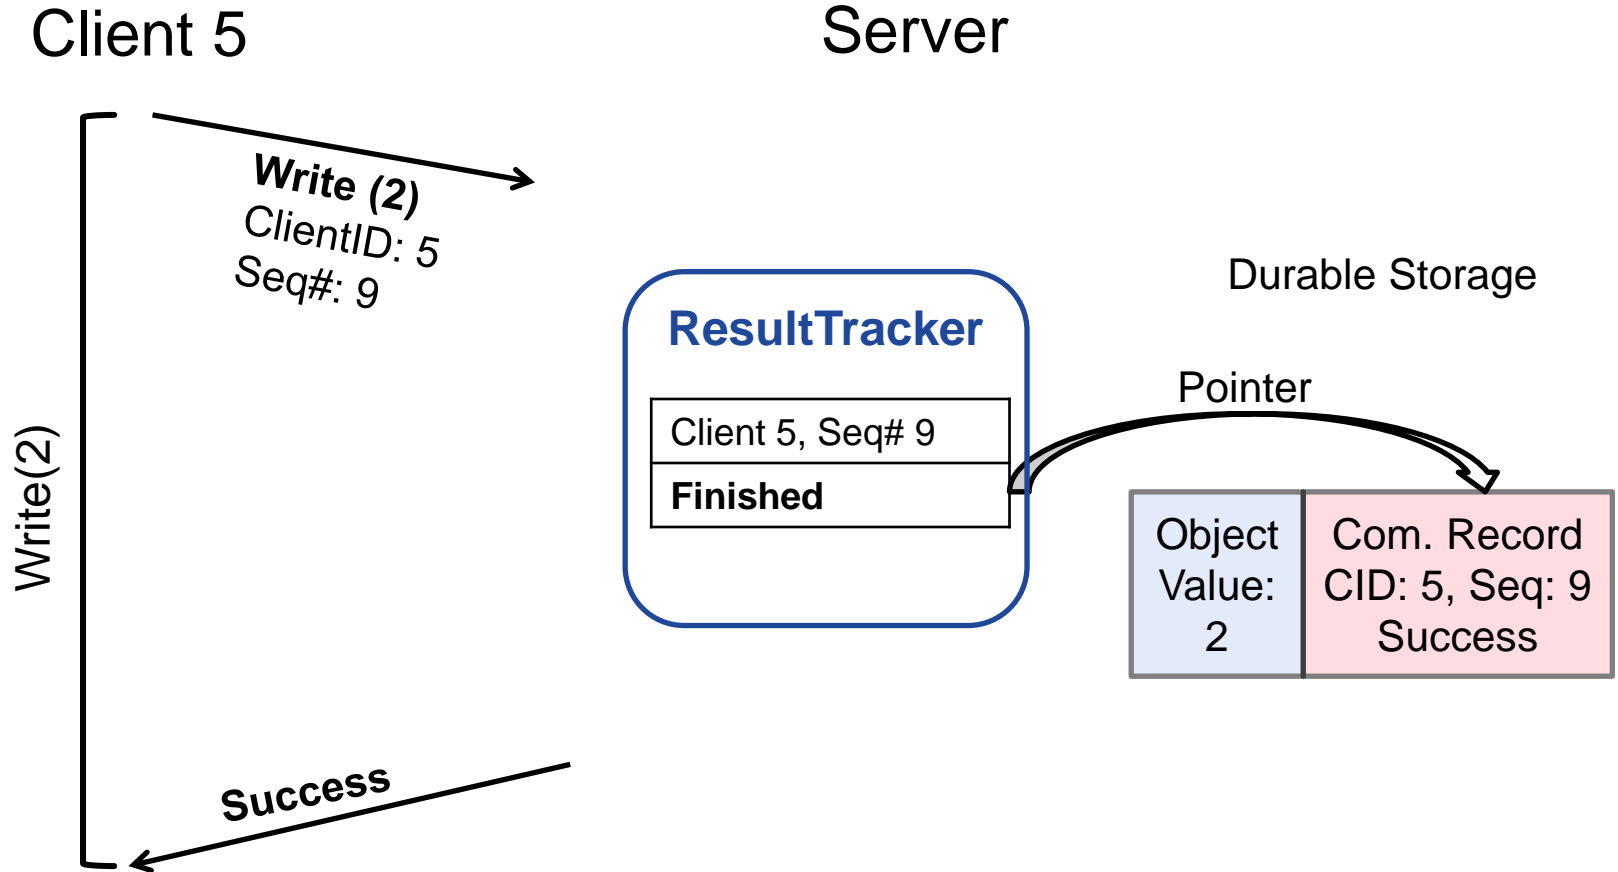 Client 5
Server
Write (2)
ClientID: 5
Seq#: 9
Write(2)
ResultTracker
Client 5, Seq# 9
Finished
Durable Storage
Pointer
Object
Value:
2
Com. Record
CID: 5, Seq: 9
Success
Success